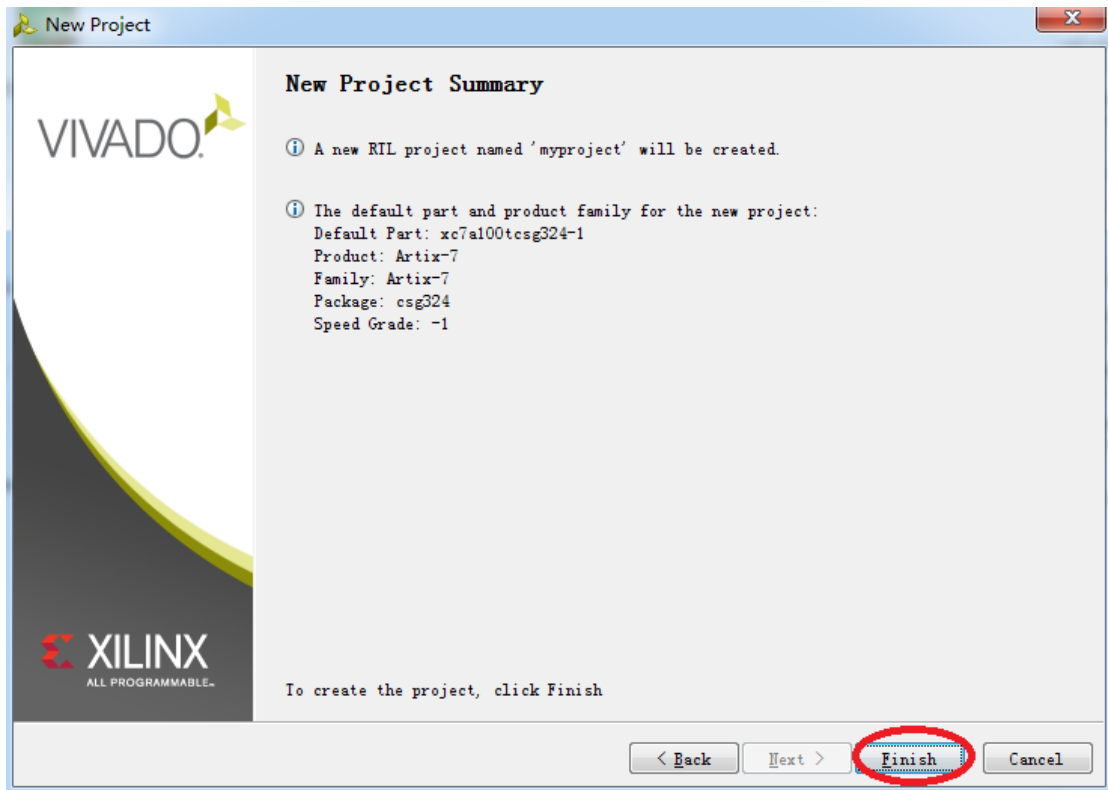 New Project
New Project Summary
VIVADO.
A new RTL project named 'myproject' will be created.
The default part and product family for the new project:
Default Part: xc7a100tcsg324-1
Product: Artix-7
Family: Artix-7
Package: csg324
Speed Grade: -1
XILINX
ALL PROGRAMMABLE™
To create the project, click Finish
< Back
Next >
Finish
Cancel